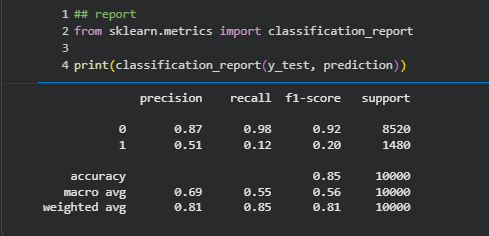 1 ## report
2 from sklearn.metrics import classification_report
3
4 print(classification_report(y_test, prediction))
precision recall f1-score support
0 0.87 0.98 0.92 8520
1 0.51 0.12 0.20 1480
accuracy 0.85 10000
macro avg 0.69 0.55 0.56 10000
weighted avg 0.81 0.85 0.81 10000